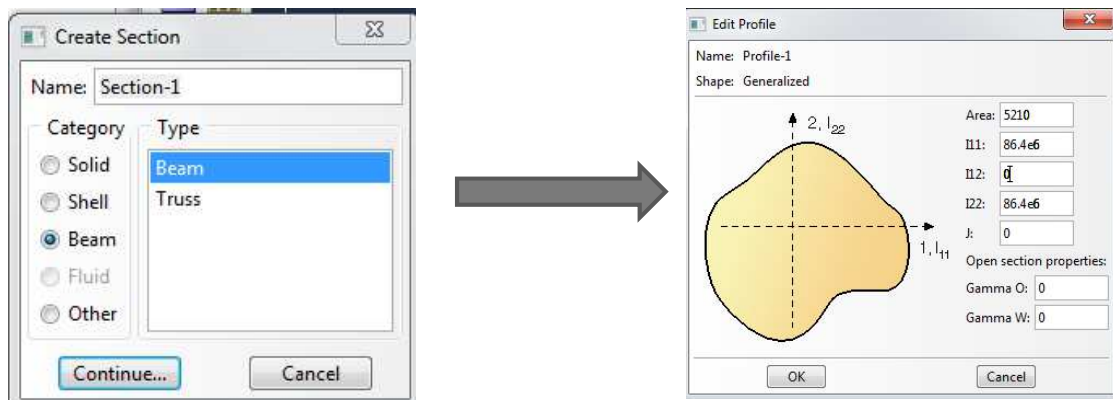 Create Section
Name: Section-1
Category
Type
Solid
Shell
Beam
Fluid
Other
Beam
Truss
Continue...
Cancel
Edit Profile
Name: Profile-1
Shape: Generalized
2, I22
1, I11
Area: 5210
I11: 86.4e6
I12: 0
I22: 86.4e6
J: 0
Open section properties:
Gamma O: 0
Gamma W: 0
OK
Cancel